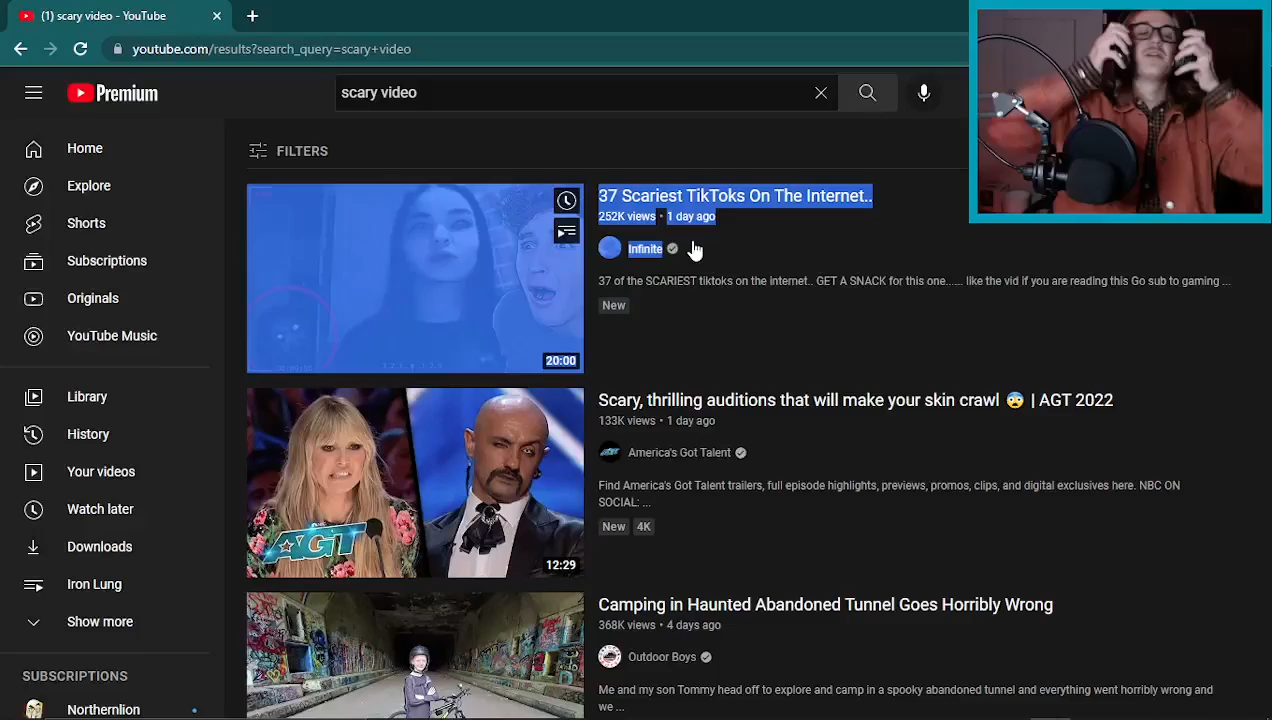 (1) scary video - YouTube
youtube.com/results?search_query=scary+video
Premium
scary video
Home
Explore
Shorts
Subscriptions
Originals
YouTube Music
Library
History
Your videos
Watch later
Downloads
Iron Lung
Show more
SUBSCRIPTIONS
Northernlion
FILTERS
20:00
37 Scariest TikToks On The Internet..
252K views • 1 day ago
Infinite
37 of the SCARIEST tiktoks on the Internet.. GET A SNACK for this one...... like the vid if you are reading this Go sub to gaming ...
New
AGT
12:29
Scary, thrilling auditions that will make your skin crawl 😨 | AGT 2022
133K views • 1 day ago
America's Got Talent
Find America's Got Talent trailers, full episode highlights, previews, promos, clips, and digital exclusives here. NBC ON
SOCIAL: ...
New 4K
Camping in Haunted Abandoned Tunnel Goes Horribly Wrong
368K views • 4 days ago
Outdoor Boys
Me and my son Tommy head off to explore and camp in a spooky abandoned tunnel and everything went horribly wrong and
we ...